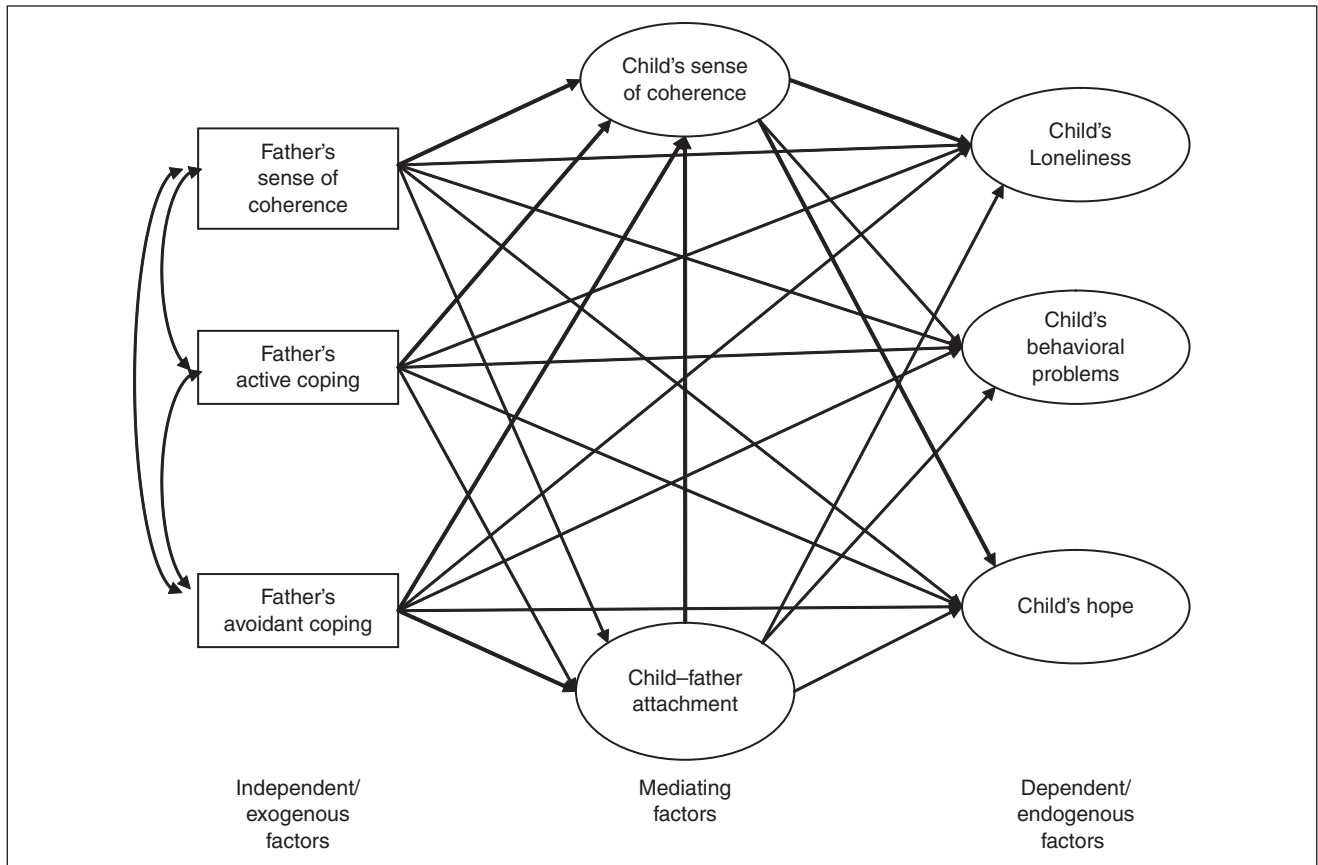 Child's sense
of coherence
Father's
sense of
coherence
Child's
Loneliness
Father's
active coping
Child's
behavioral
problems
Father's
avoidant coping
Child's hope
Child–father
attachment
Independent/
exogenous
factors
Mediating
factors
Dependent/
endogenous
factors